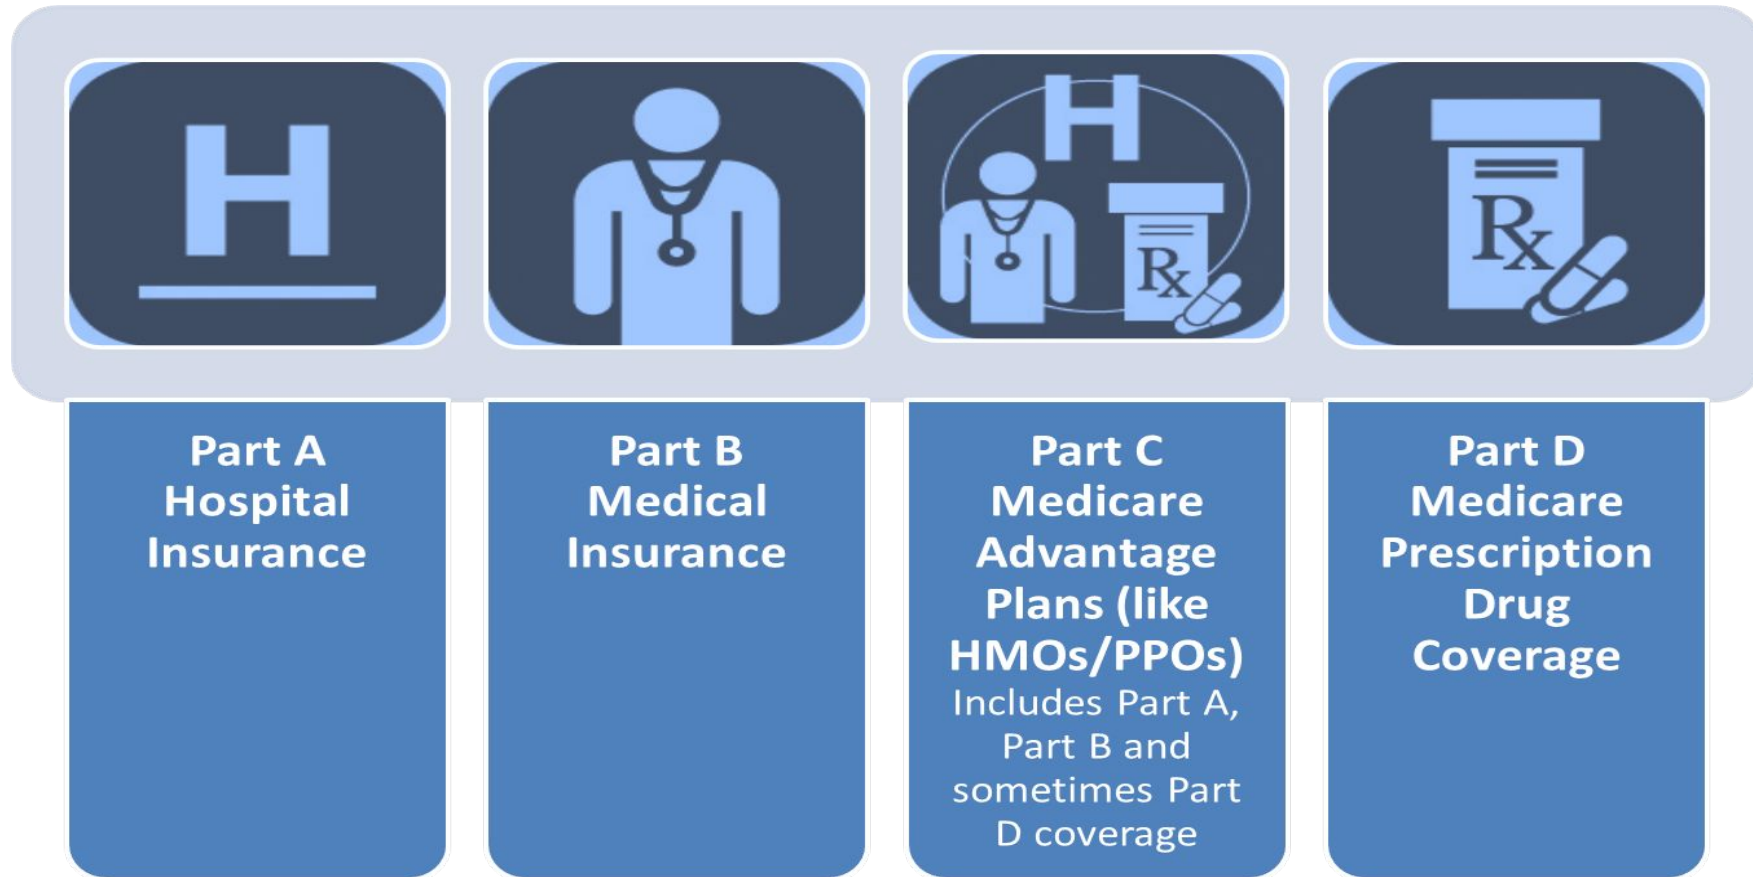 H
H
Rx
Rx
Part A
Hospital
Insurance
Part B
Medical
Insurance
Part C
Medicare
Advantage
Plans (like
HMOs/PPOs)
Includes Part A,
Part B and
sometimes Part
D coverage
Part D
Medicare
Prescription
Drug
Coverage